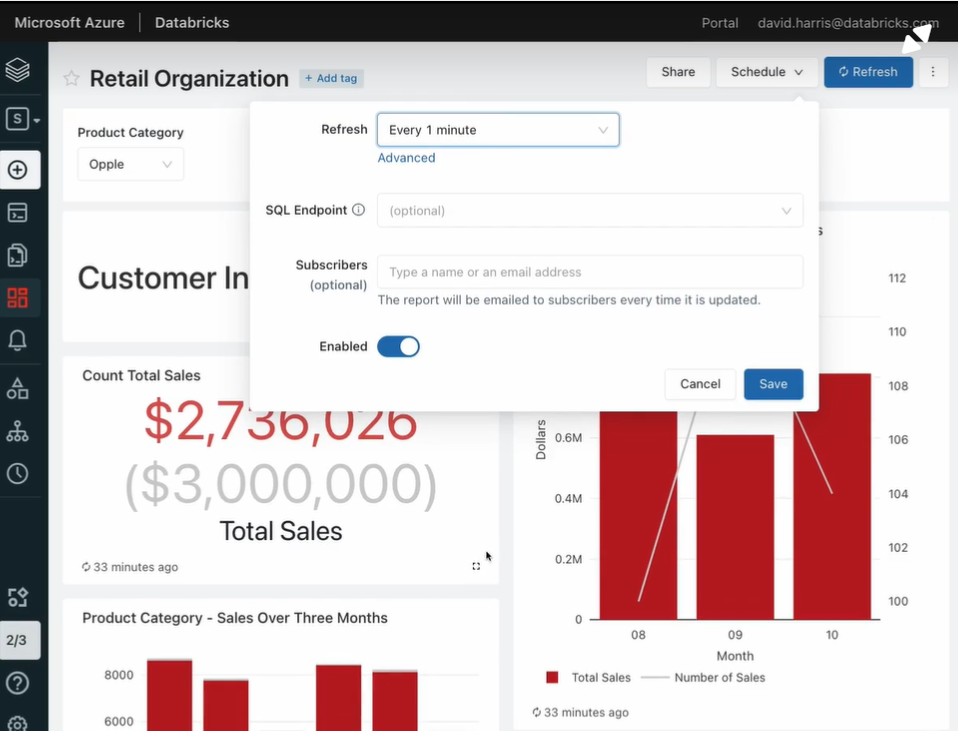 Microsoft Azure | Databricks
Portal david.harris@databricks.com
S
Retail Organization
+ Add tag
Share
Schedule
Refresh
Product Category
Opple
Refresh
Every 1 minute
Advanced
SQL Endpoint
(optional)
Subscribers
(optional)
Type a name or an email address
The report will be emailed to subscribers every time it is updated.
Enabled
Cancel
Save
Customer In
Count Total Sales
$2,736,026
($3,000,000)
Total Sales
33 minutes ago
s
112
110
108
106
104
102
100
Dollars
0.6M
0.4M
0.2M
0
08 09 10
Month
Total Sales Number of Sales
33 minutes ago
Product Category - Sales Over Three Months
8000
6000
2/3